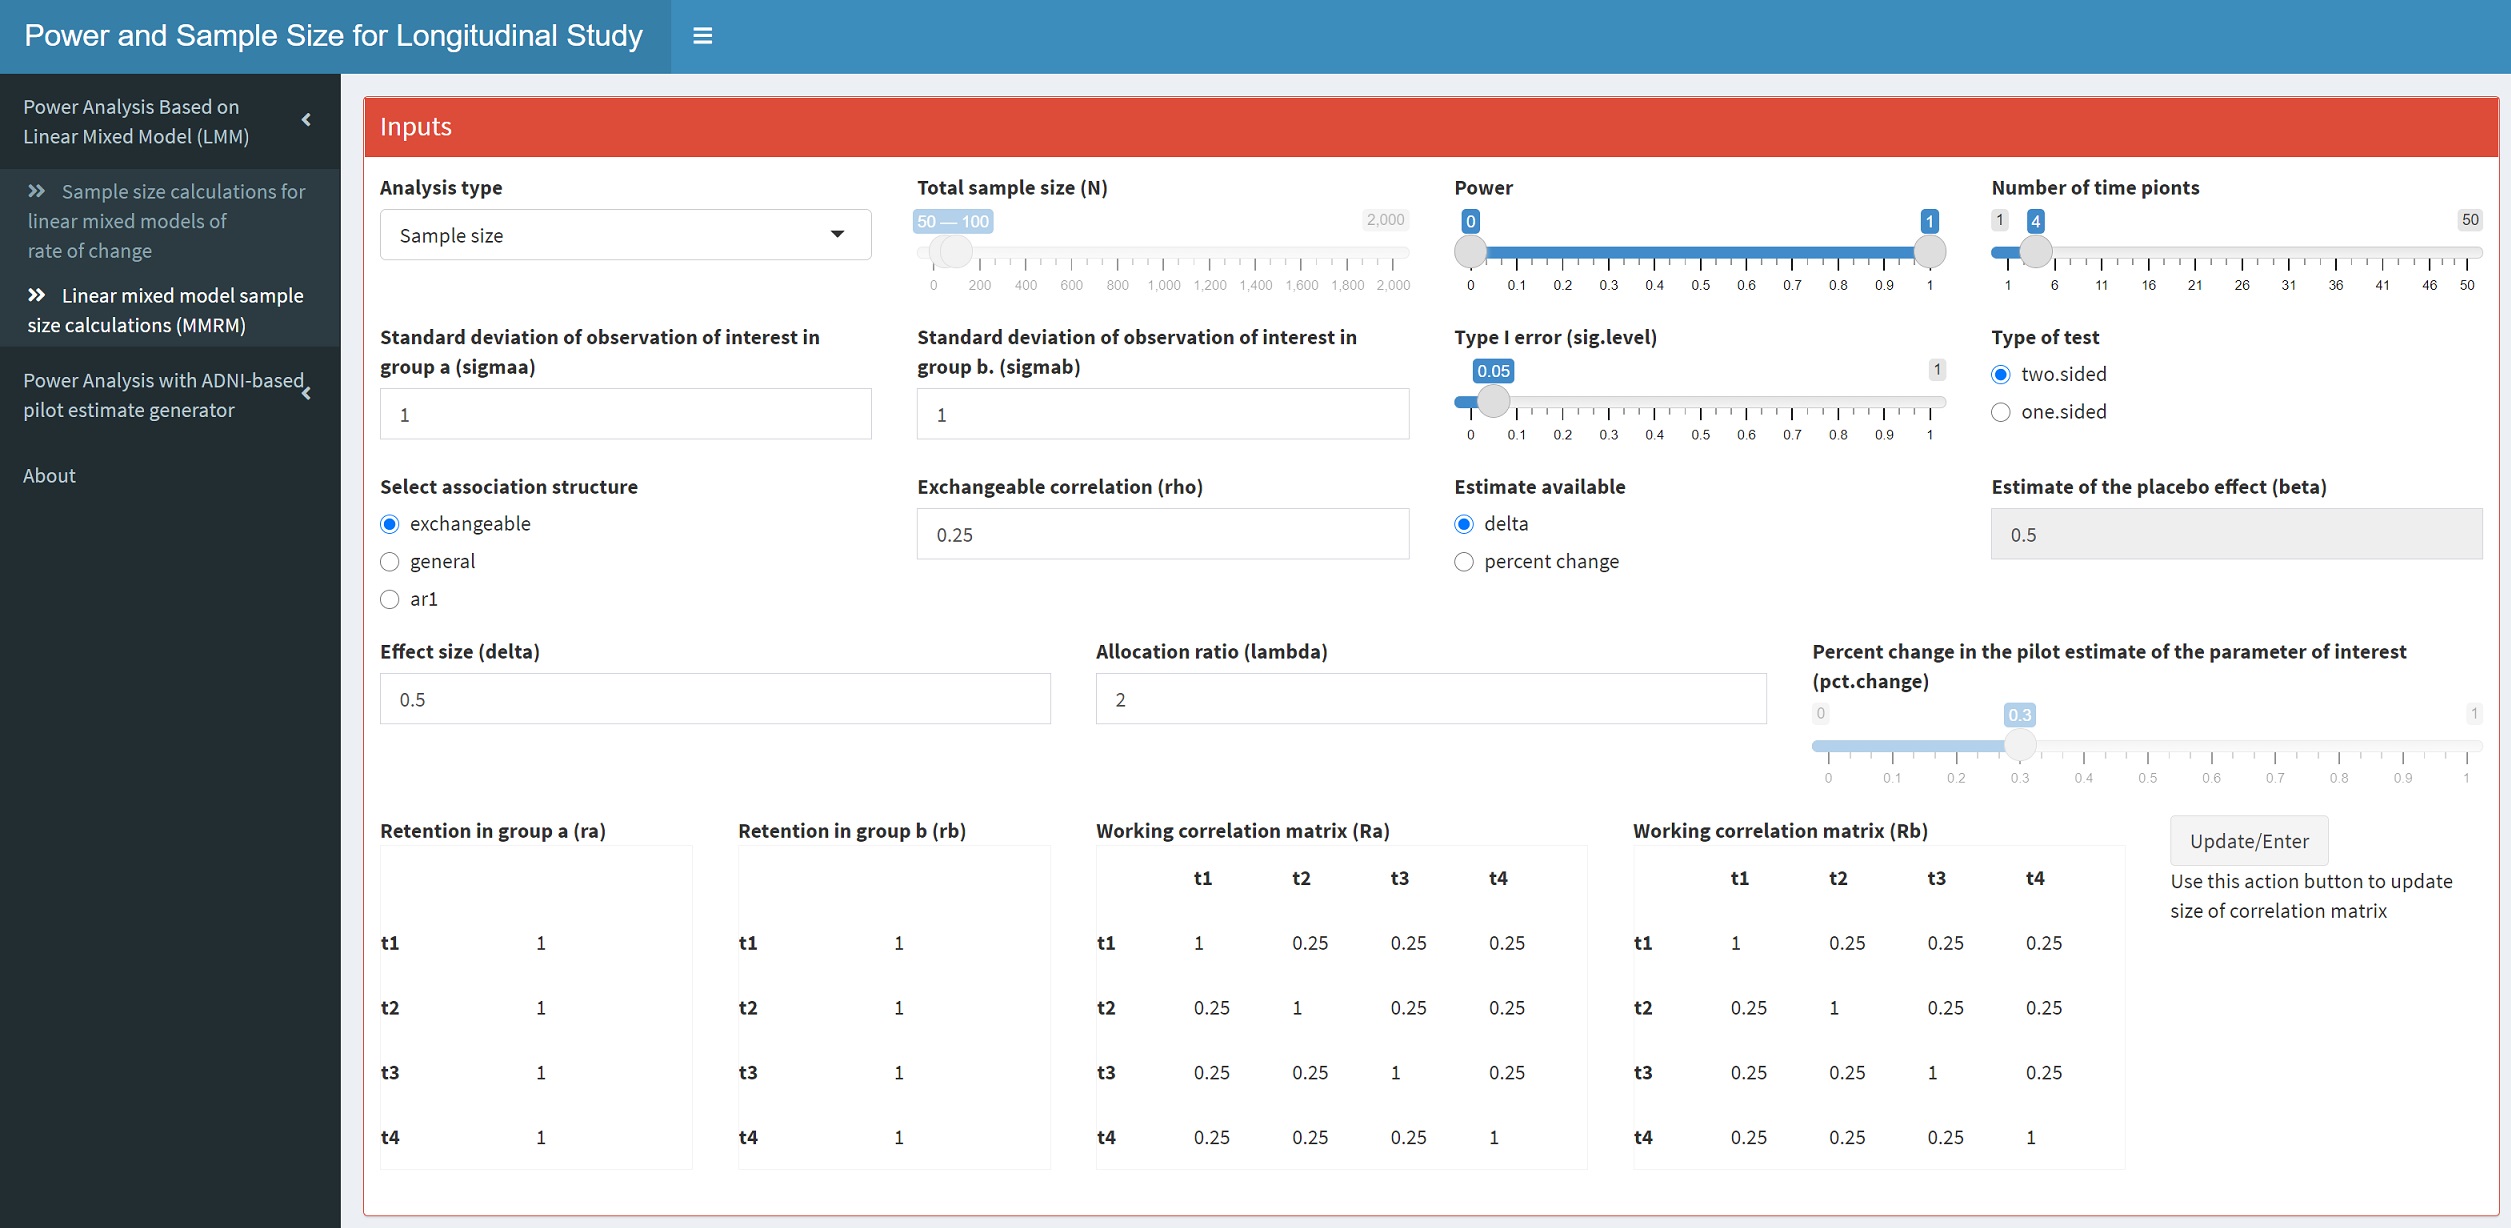 Power and Sample Size for Longitudinal Study
Power Analysis Based on
Linear Mixed Model (LMM)
Sample size calculations for
linear mixed models of
rate of change
Linear mixed model sample
size calculations (MMRM)
Power Analysis with ADNI-based
pilot estimate generator
About
Inputs
Analysis type
Sample size
Total sample size (N)
50 — 100
2,000
0 200 400 600 800 1,000 1,200 1,400 1,600 1,800 2,000
Power
0 1
0 0.1 0.2 0.3 0.4 0.5 0.6 0.7 0.8 0.9 1
Number of time pionts
1 4 50
1 6 11 16 21 26 31 36 41 46 50
Standard deviation of observation of interest in
group a (sigmaa)
1
Standard deviation of observation of interest in
group b. (sigmab)
1
Type I error (sig.level)
0.05 1
0 0.1 0.2 0.3 0.4 0.5 0.6 0.7 0.8 0.9 1
Type of test
two.sided
one.sided
Select association structure
exchangeable
general
ar1
Exchangeable correlation (rho)
0.25
Estimate available
delta
percent change
Estimate of the placebo effect (beta)
0.5
Effect size (delta)
0.5
Allocation ratio (lambda)
2
Percent change in the pilot estimate of the parameter of interest
(pct.change)
0 0.3 1
0 0.1 0.2 0.3 0.4 0.5 0.6 0.7 0.8 0.9 1
Retention in group a (ra)
t1 1
t2 1
t3 1
t4 1
Retention in group b (rb)
t1 1
t2 1
t3 1
t4 1
Working correlation matrix (Ra)
t1 t2 t3 t4
t1 1 0.25 0.25 0.25
t2 0.25 1 0.25 0.25
t3 0.25 0.25 1 0.25
t4 0.25 0.25 0.25 1
Working correlation matrix (Rb)
t1 t2 t3 t4
t1 1 0.25 0.25 0.25
t2 0.25 1 0.25 0.25
t3 0.25 0.25 1 0.25
t4 0.25 0.25 0.25 1
Update/Enter
Use this action button to update
size of correlation matrix